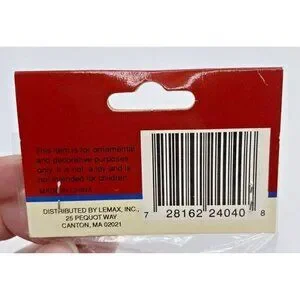 This item is for ornamental
and decorative purposes
only. It is not a toy and is
not intended for children.
DISTRIBUTED BY LEMAX, INC.,
25 PEQUOT WAY
CANTON, MA 02021
7 28162 24040 8